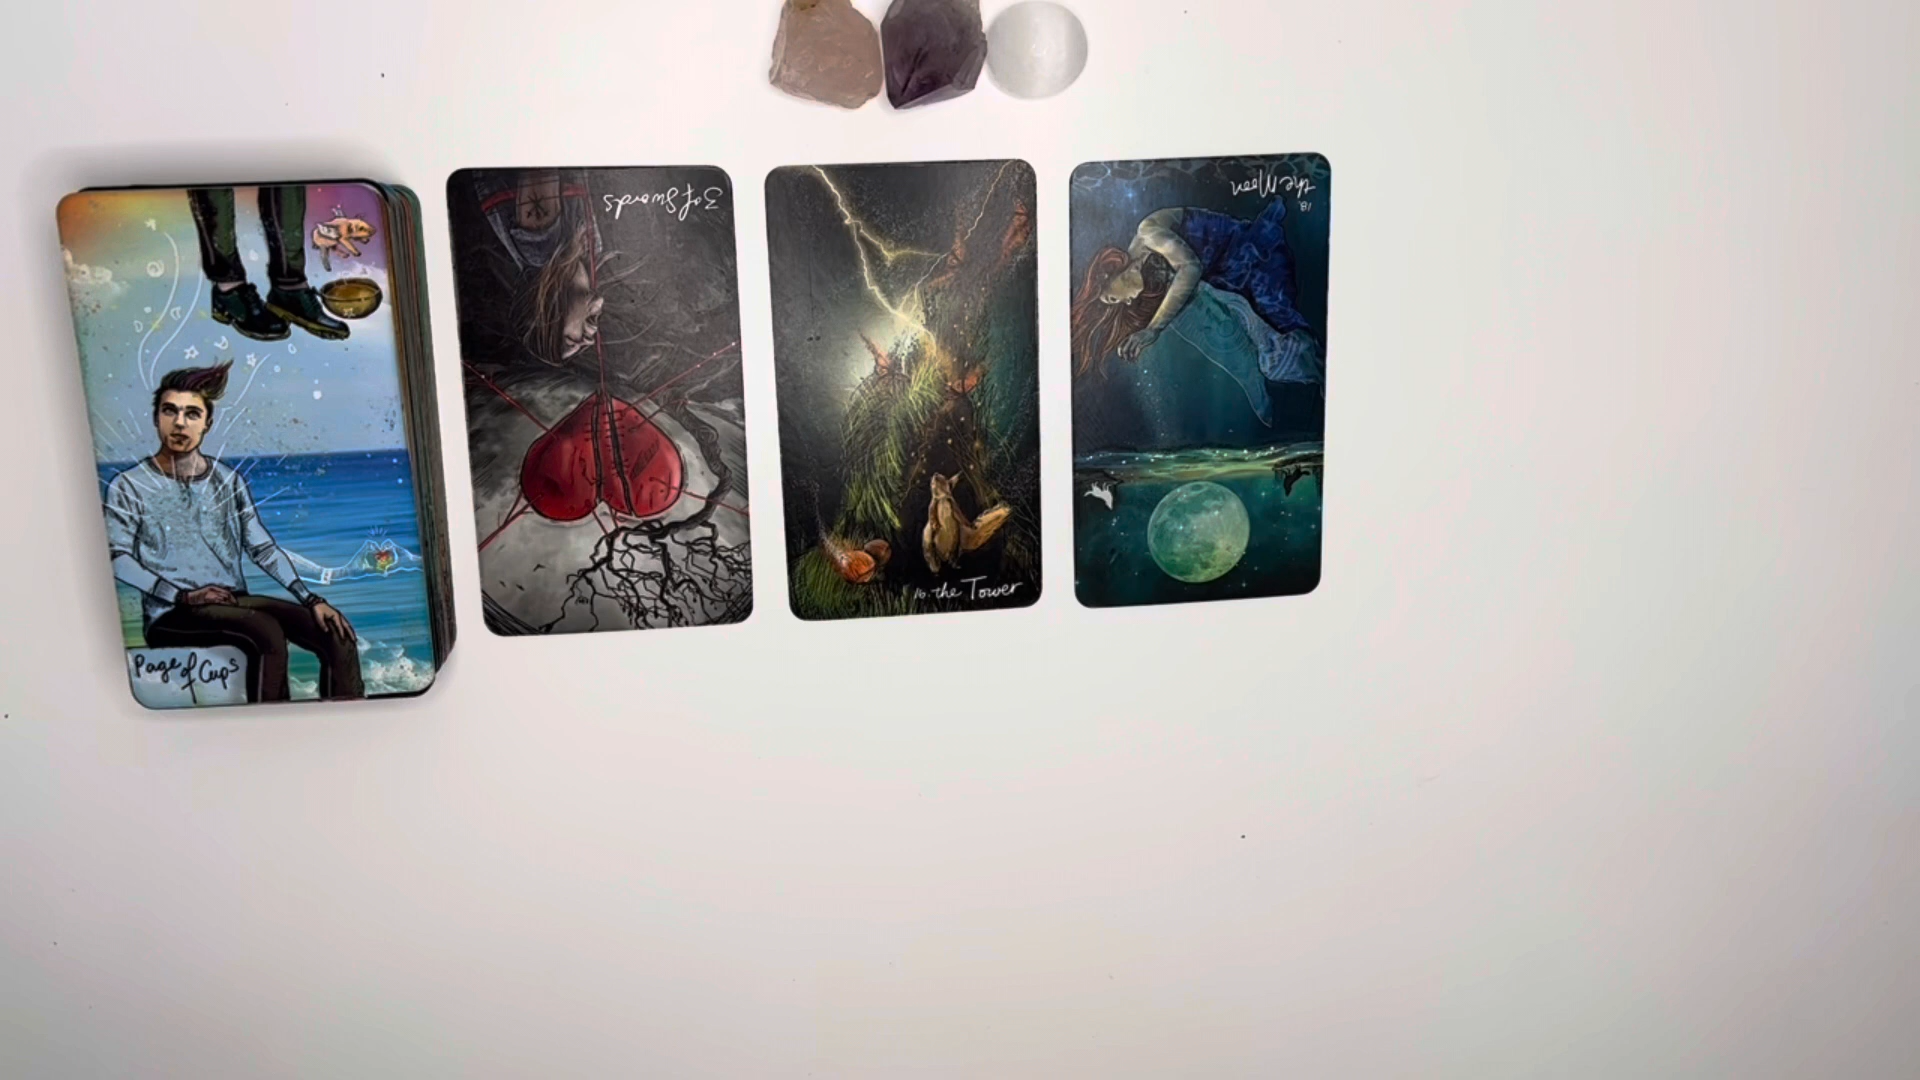 Page of Cups
3 of Swords
16. the Tower
18.
the Moon